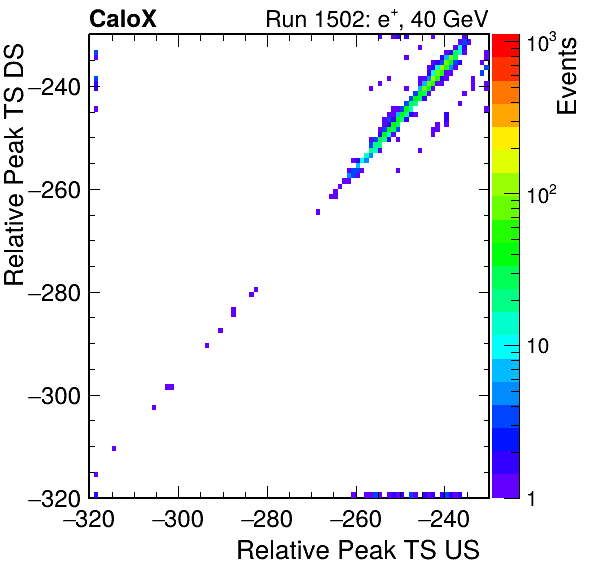 CaloX Run 1502: e⁺, 40 GeV
Relative Peak TS DS
−240
−260
−280
−300
−320
−320 −300 −280 −260 −240
Relative Peak TS US
Events
10³
10²
10
1